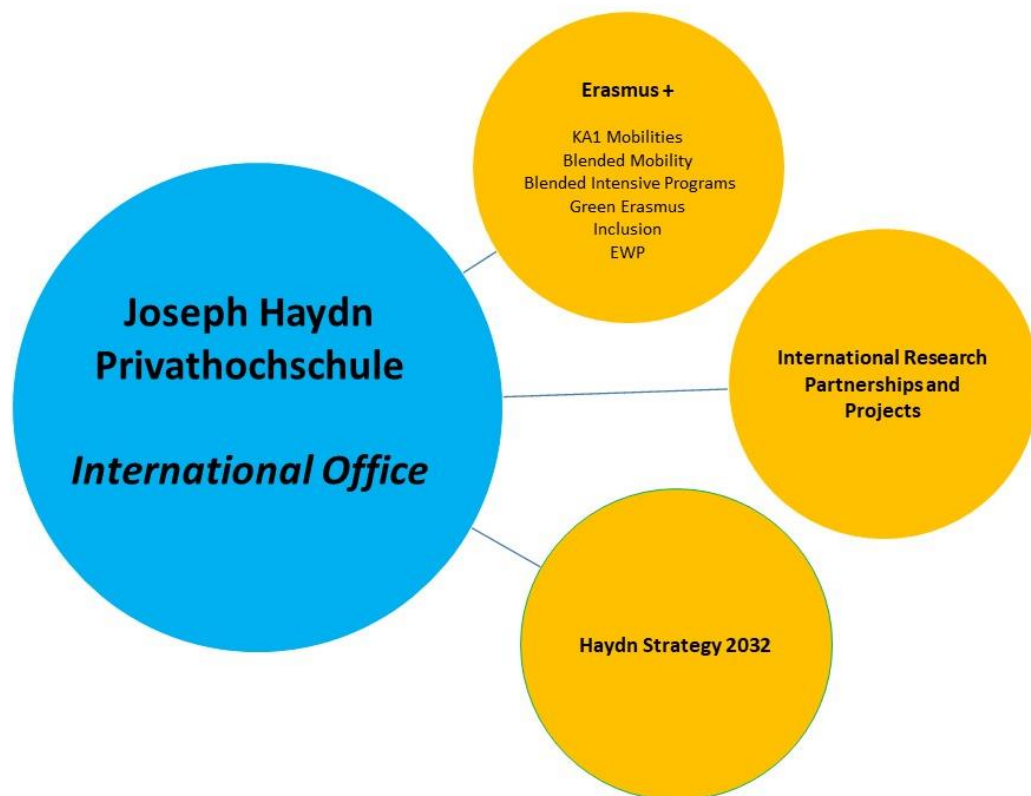 Joseph Haydn
Privathochschule
International Office
Erasmus +
KA1 Mobilities
Blended Mobility
Blended Intensive Programs
Green Erasmus
Inclusion
EWP
International Research
Partnerships and
Projects
Haydn Strategy 2032